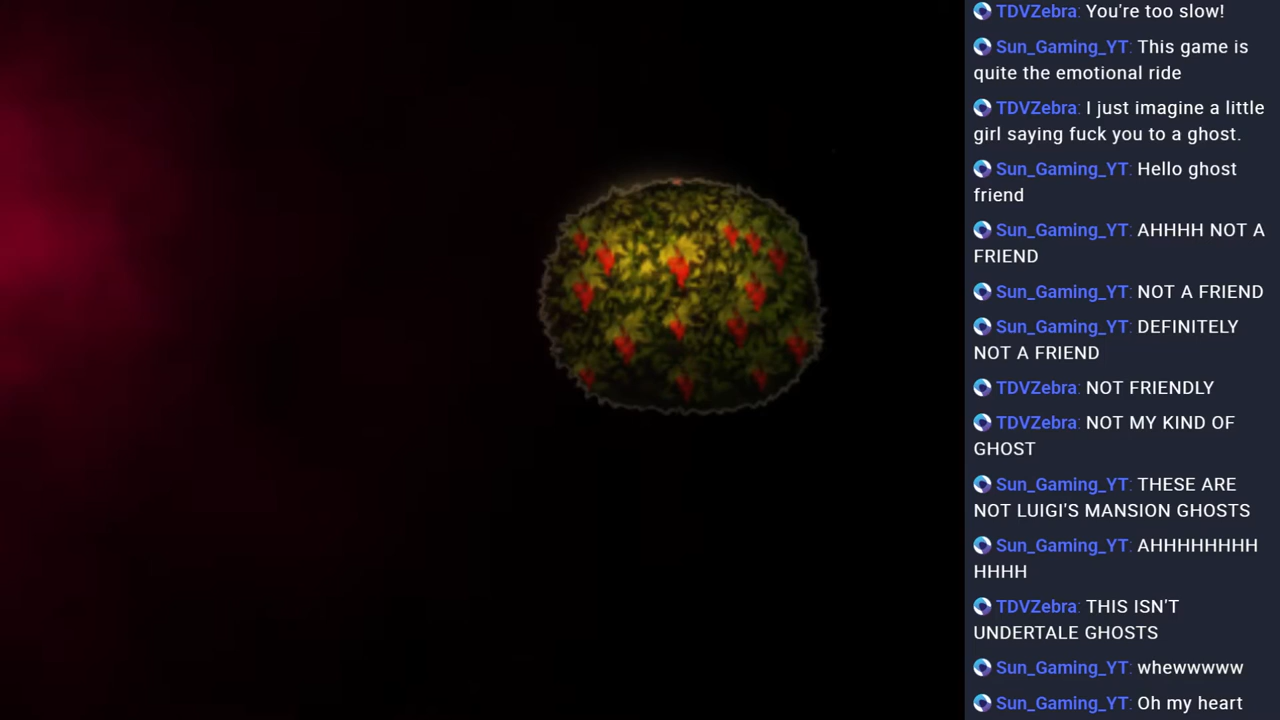 TDVZebra: You're too slow!
Sun_Gaming_YT: This game is
quite the emotional ride
TDVZebra: I just imagine a little
girl saying fuck you to a ghost.
Sun_Gaming_YT: Hello ghost
friend
Sun_Gaming_YT: AHHHH NOT A
FRIEND
Sun_Gaming_YT: NOT A FRIEND
Sun_Gaming_YT: DEFINITELY
NOT A FRIEND
TDVZebra: NOT FRIENDLY
TDVZebra: NOT MY KIND OF
GHOST
Sun_Gaming_YT: THESE ARE
NOT LUIGI'S MANSION GHOSTS
Sun_Gaming_YT: AHHHHHHHH
HHHH
TDVZebra: THIS ISN'T
UNDERTALE GHOSTS
Sun_Gaming_YT: whewwwww
Sun_Gaming_YT: Oh my heart